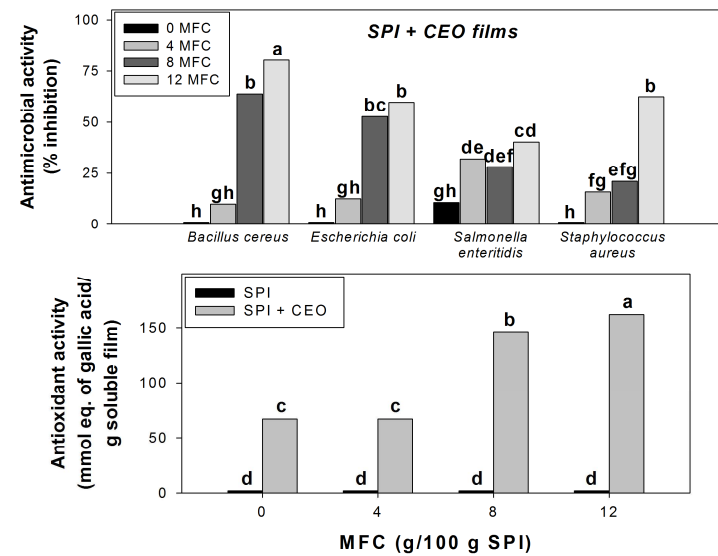 SPI + CEO films
0 MFC
4 MFC
8 MFC
12 MFC
Antimicrobial activity
(% inhibition)
100
75
50
25
0
h gh b a
h gh bc b
gh de def cd
h fg efg b
Bacillus cereus
Escherichia coli
Salmonella
enteritidis
Staphylococcus
aureus
SPI
SPI + CEO
Antioxidant activity
(mmol eq. of gallic acid/
g soluble film)
150
100
50
0
d c
d c
d b
d a
0 4 8 12
MFC (g/100 g SPI)